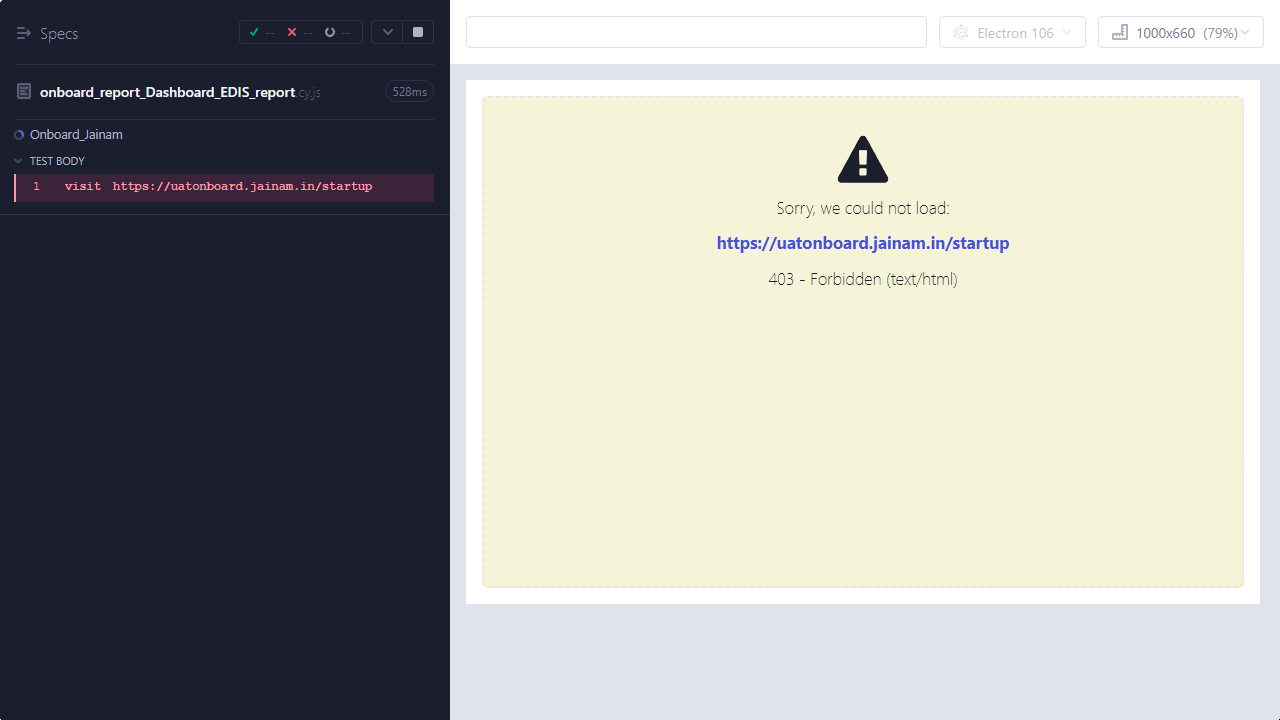 Specs
-- -- --
onboard_report_Dashboard_EDIS_report.cy.js
528ms
Onboard_Jainam
TEST BODY
1 visit https://uatonboard.jainam.in/startup
Electron 106
1000x660 (79%)
Sorry, we could not load:
https://uatonboard.jainam.in/startup
403 - Forbidden (text/html)